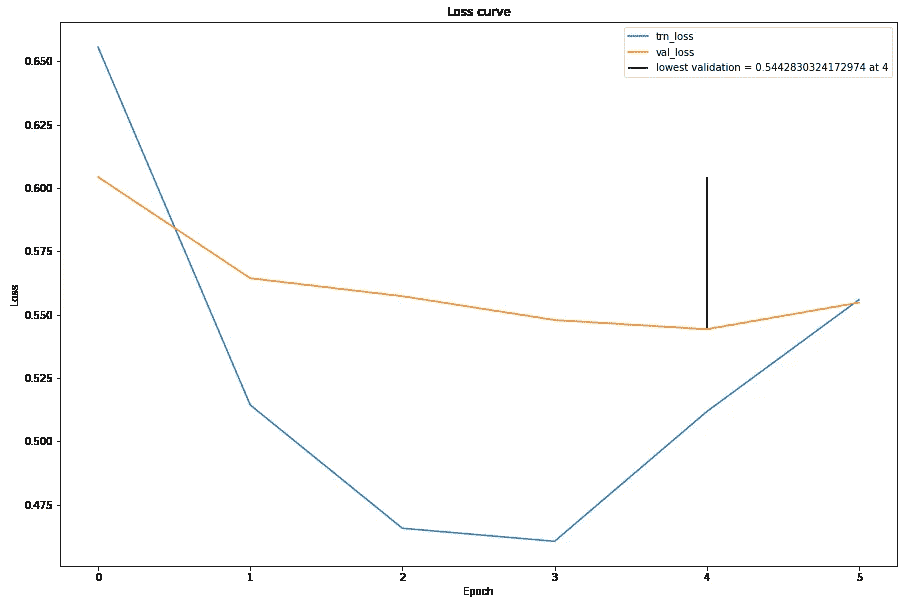 Loss curve
trn_loss
val_loss
lowest validation = 0.5442830324172974 at 4
0.650
0.625
0.600
0.575
0.550
0.525
0.500
0.475
Loss
0 1 2 3 4 5
Epoch